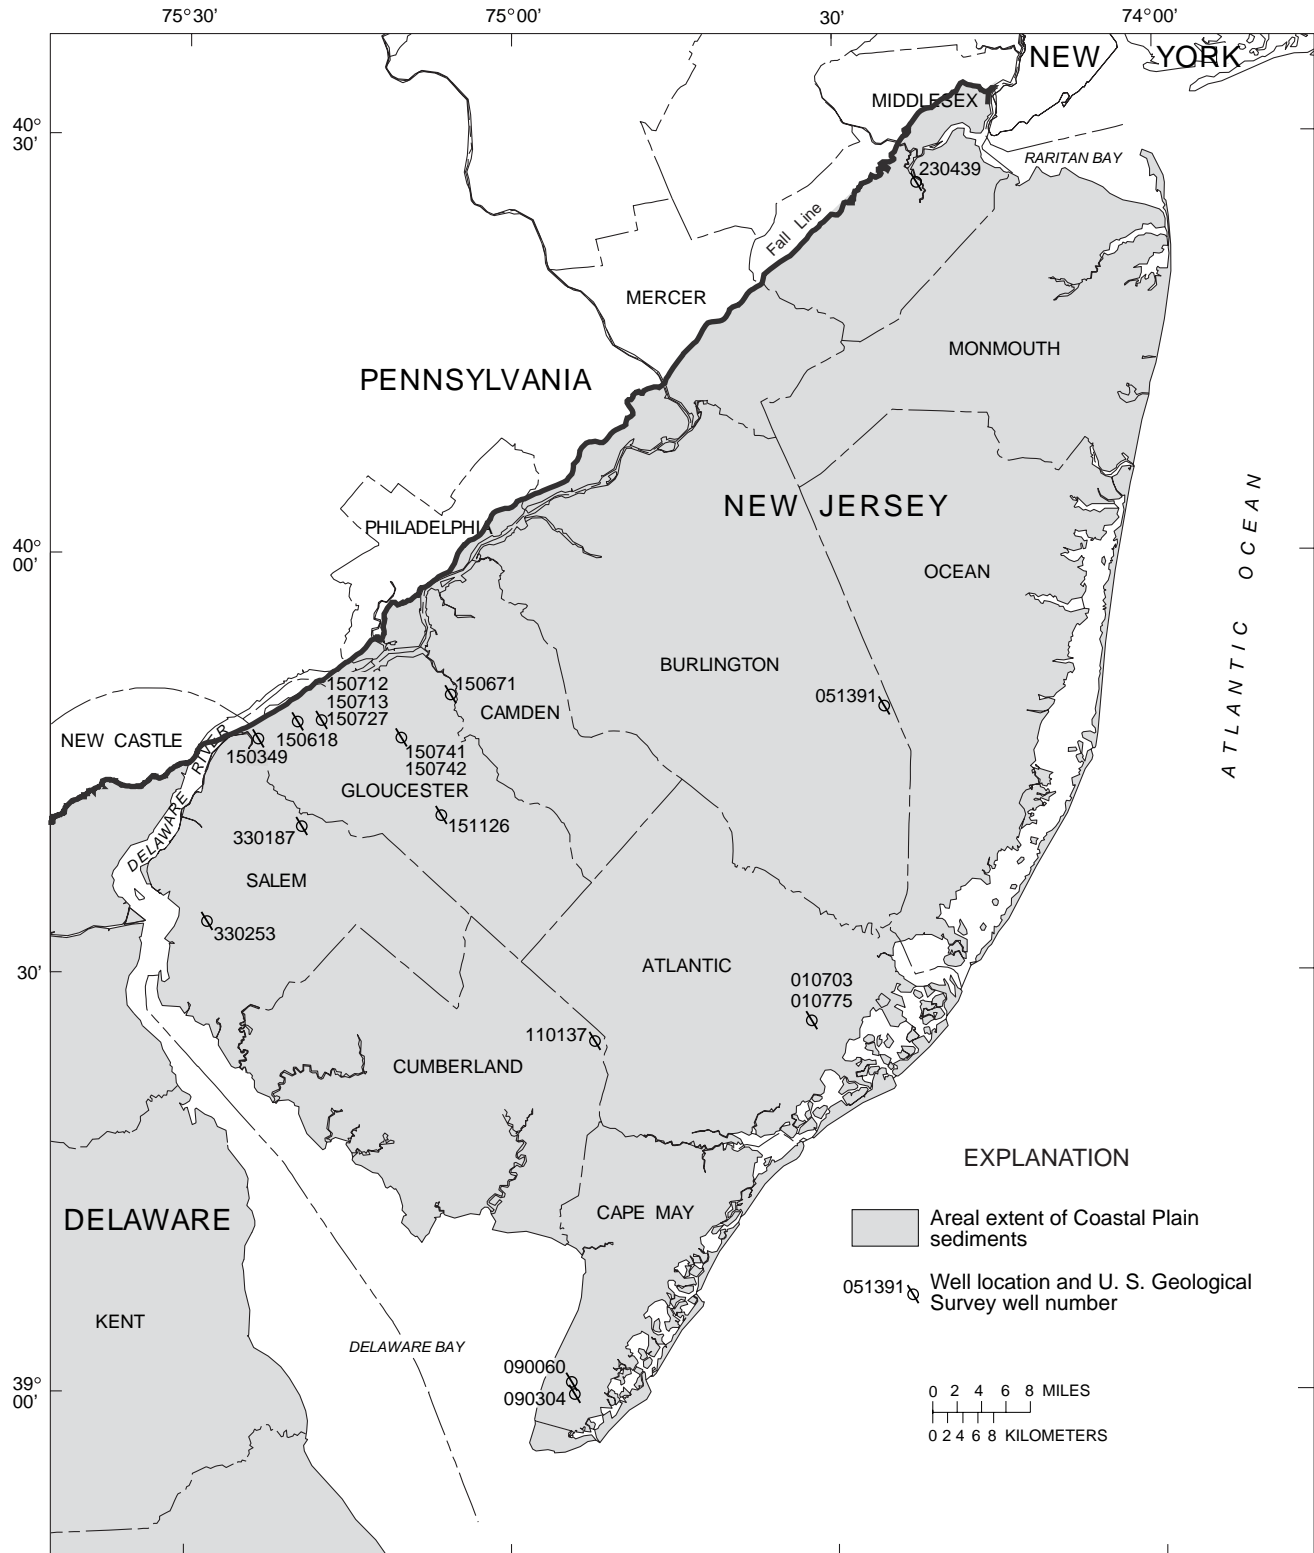 75°30'
75°00'
30'
74°00'
NEW YORK
MIDDLESEX
40°
30'
RARITAN BAY
230439
Fall Line
MERCER
MONMOUTH
PENNSYLVANIA
NEW JERSEY
PHILADELPHIA
40°
00'
OCEAN
ATLANTIC OCEAN
BURLINGTON
150712
150713
150727
150671
051391
CAMDEN
NEW CASTLE
150618
150349
150741
150742
DELAWARE RIVER
GLOUCESTER
151126
330187
SALEM
330253
30'
ATLANTIC
010703
010775
110137
CUMBERLAND
EXPLANATION
DELAWARE
CAPE MAY
Areal extent of Coastal Plain
sediments
051391
Well location and U. S. Geological
Survey well number
KENT
DELAWARE BAY
090060
090304
39°
00'
0 2 4 6 8 MILES
0 2 4 6 8 KILOMETERS